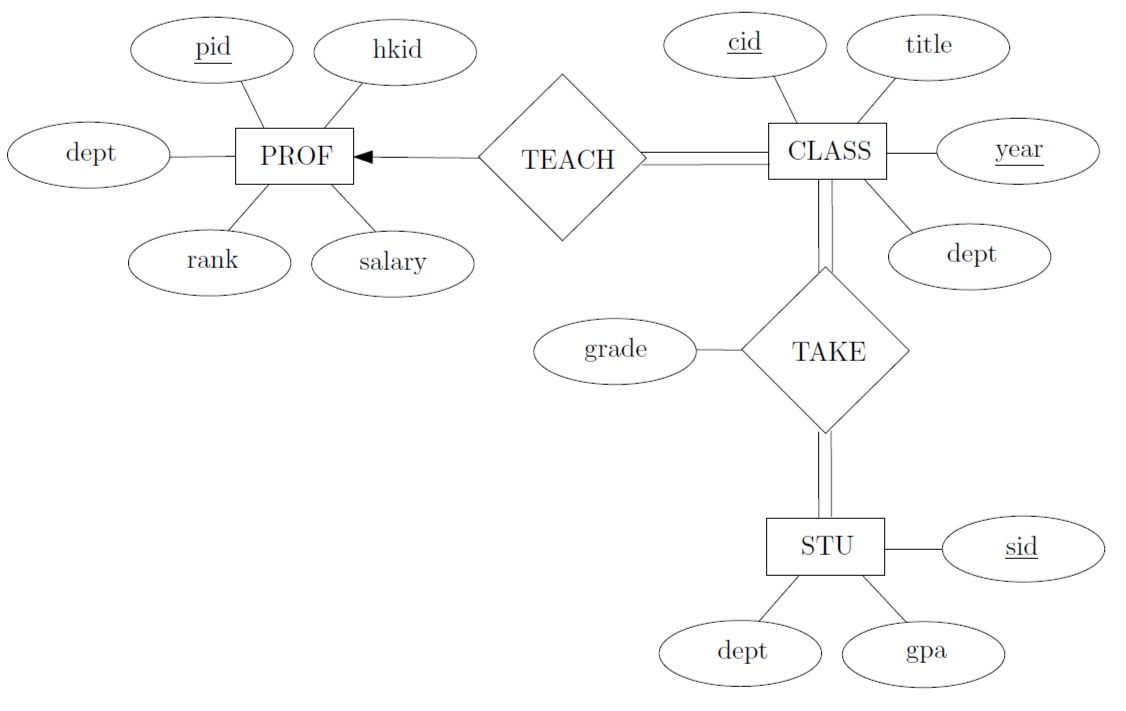 pid
hkid
dept
PROF
rank
salary
TEACH
cid
title
CLASS
year
dept
grade
TAKE
STU
sid
dept
gpa